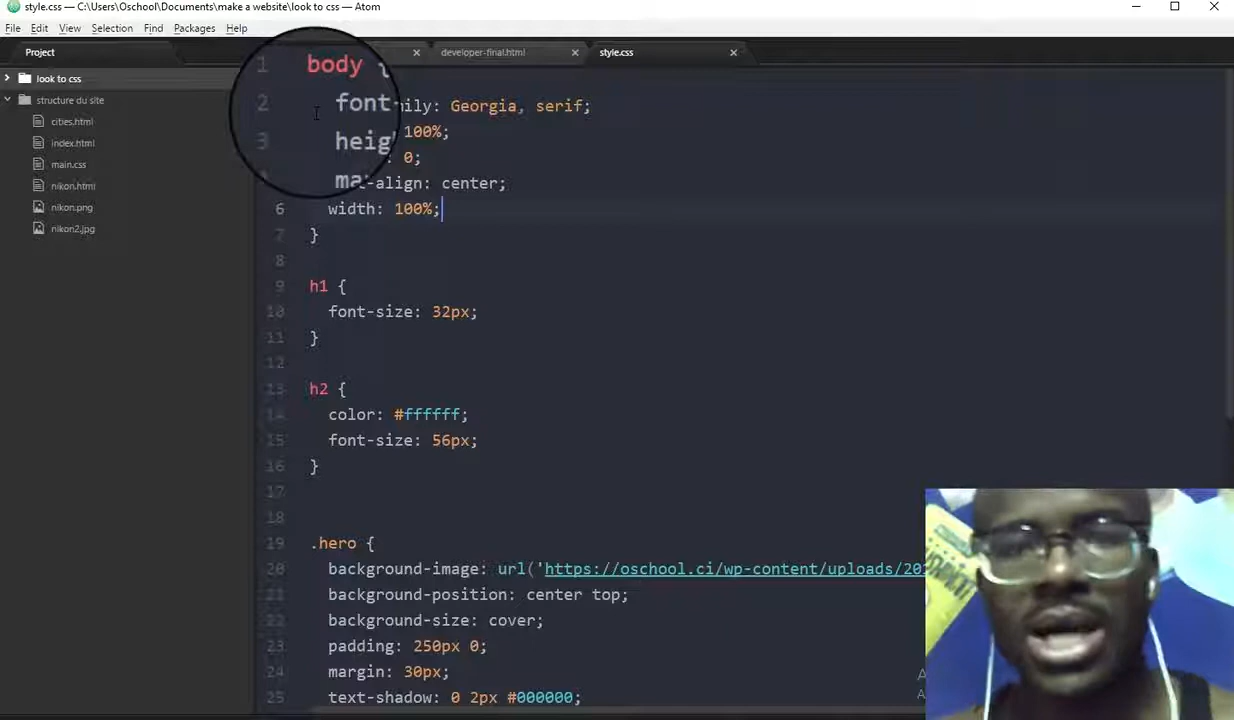 style.css — C:\Users\Oschool\Documents\make a website\look to css — Atom
File Edit View Selection Find Packages Help
Project
developer-final.html
style.css
look to css
structure du site
cities.html
index.html
main.css
nikon.html
nikon.png
nikon2.jpg
1 body {
2 font mily: Georgia, serif;
3 heig 100%;
ma : 0;
t-align: center;
6 width: 100%;
7 }
8
9 h1 {
10 font-size: 32px;
11 }
12
13 h2 {
14 color: #ffffff;
15 font-size: 56px;
16 }
17
18
19 .hero {
20 background-image: url('https://oschool.ci/wp-content/uploads/20
21 background-position: center top;
22 background-size: cover;
23 padding: 250px 0;
24 margin: 30px;
25 text-shadow: 0 2px #000000;